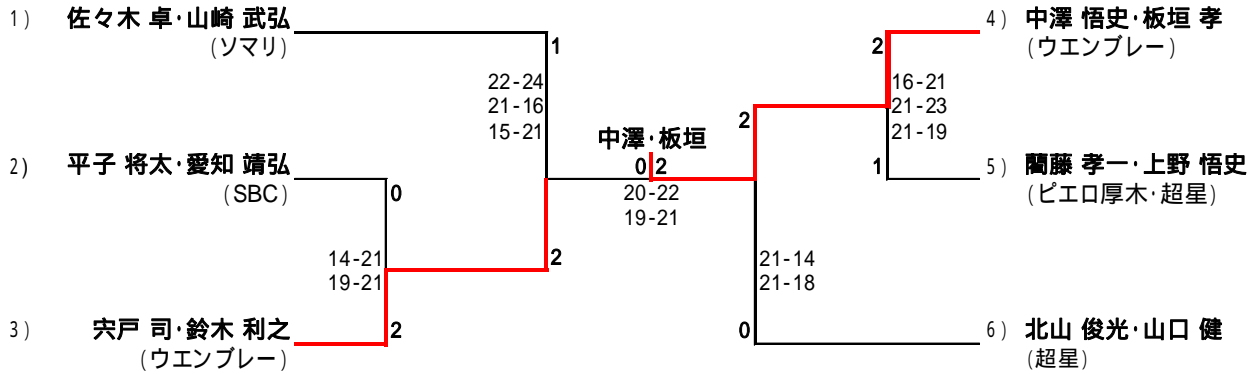 1) 佐々木 卓・山崎 武弘
(ソマリ)
1
22-24
21-16
15-21
2) 平子 将太・愛知 靖弘
(SBC)
0
14-21
19-21
2
3) 宍戸 司・鈴木 利之
(ウエンブレー)
2
中澤・板垣
0 2
20-22
19-21
4) 中澤 悟史・板垣 孝
(ウエンブレー)
2
16-21
21-23
21-19
2
1
5) 藺藤 孝一・上野 悟史
(ピエロ厚木・超星)
21-14
21-18
0
6) 北山 俊光・山口 健
(超星)